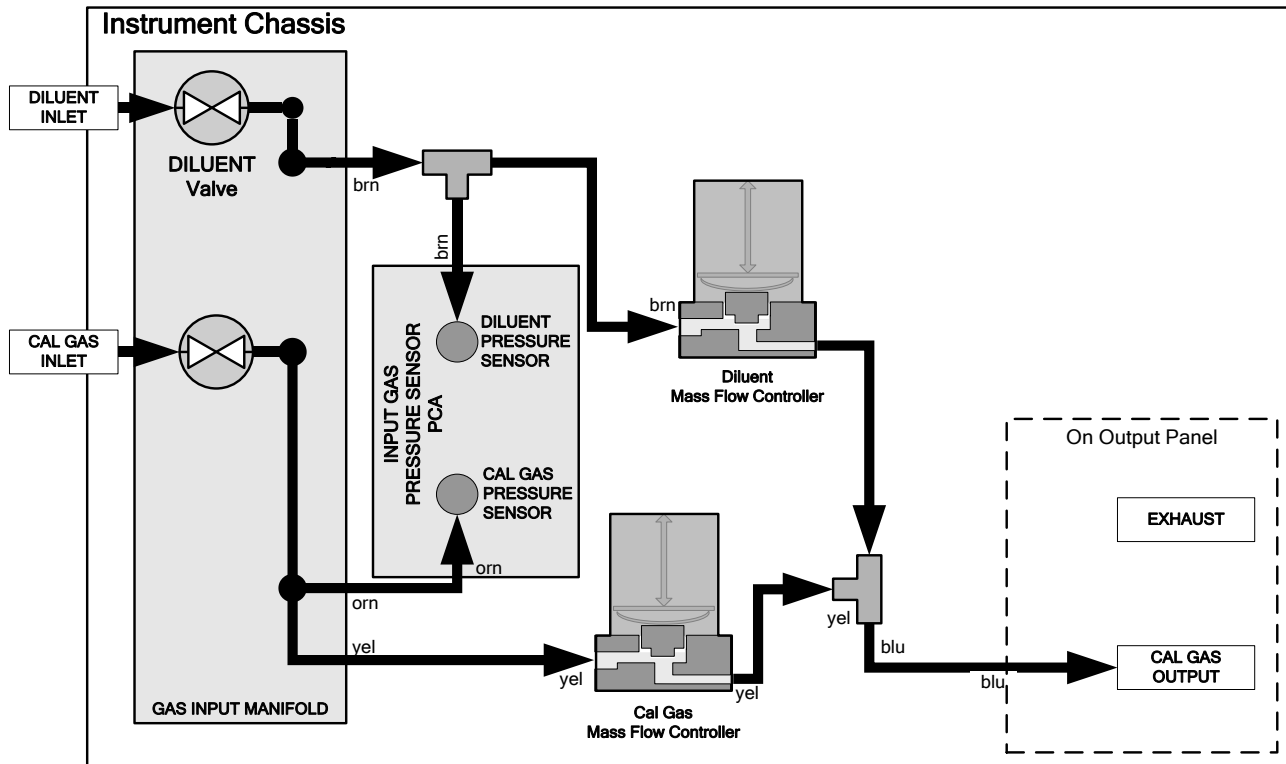 Instrument Chassis
DILUENT
INLET
DILUENT
Valve
brn
brn
CAL GAS
INLET
INPUT GAS
PRESSURE SENSOR
PCA
DILUENT
PRESSURE
SENSOR
CAL GAS
PRESSURE
SENSOR
brn
Diluent
Mass Flow Controller
On Output Panel
EXHAUST
orn
orn
yel
yel
yel
yel
blu
blu
CAL GAS
OUTPUT
GAS INPUT MANIFOLD
Cal Gas
Mass Flow Controller